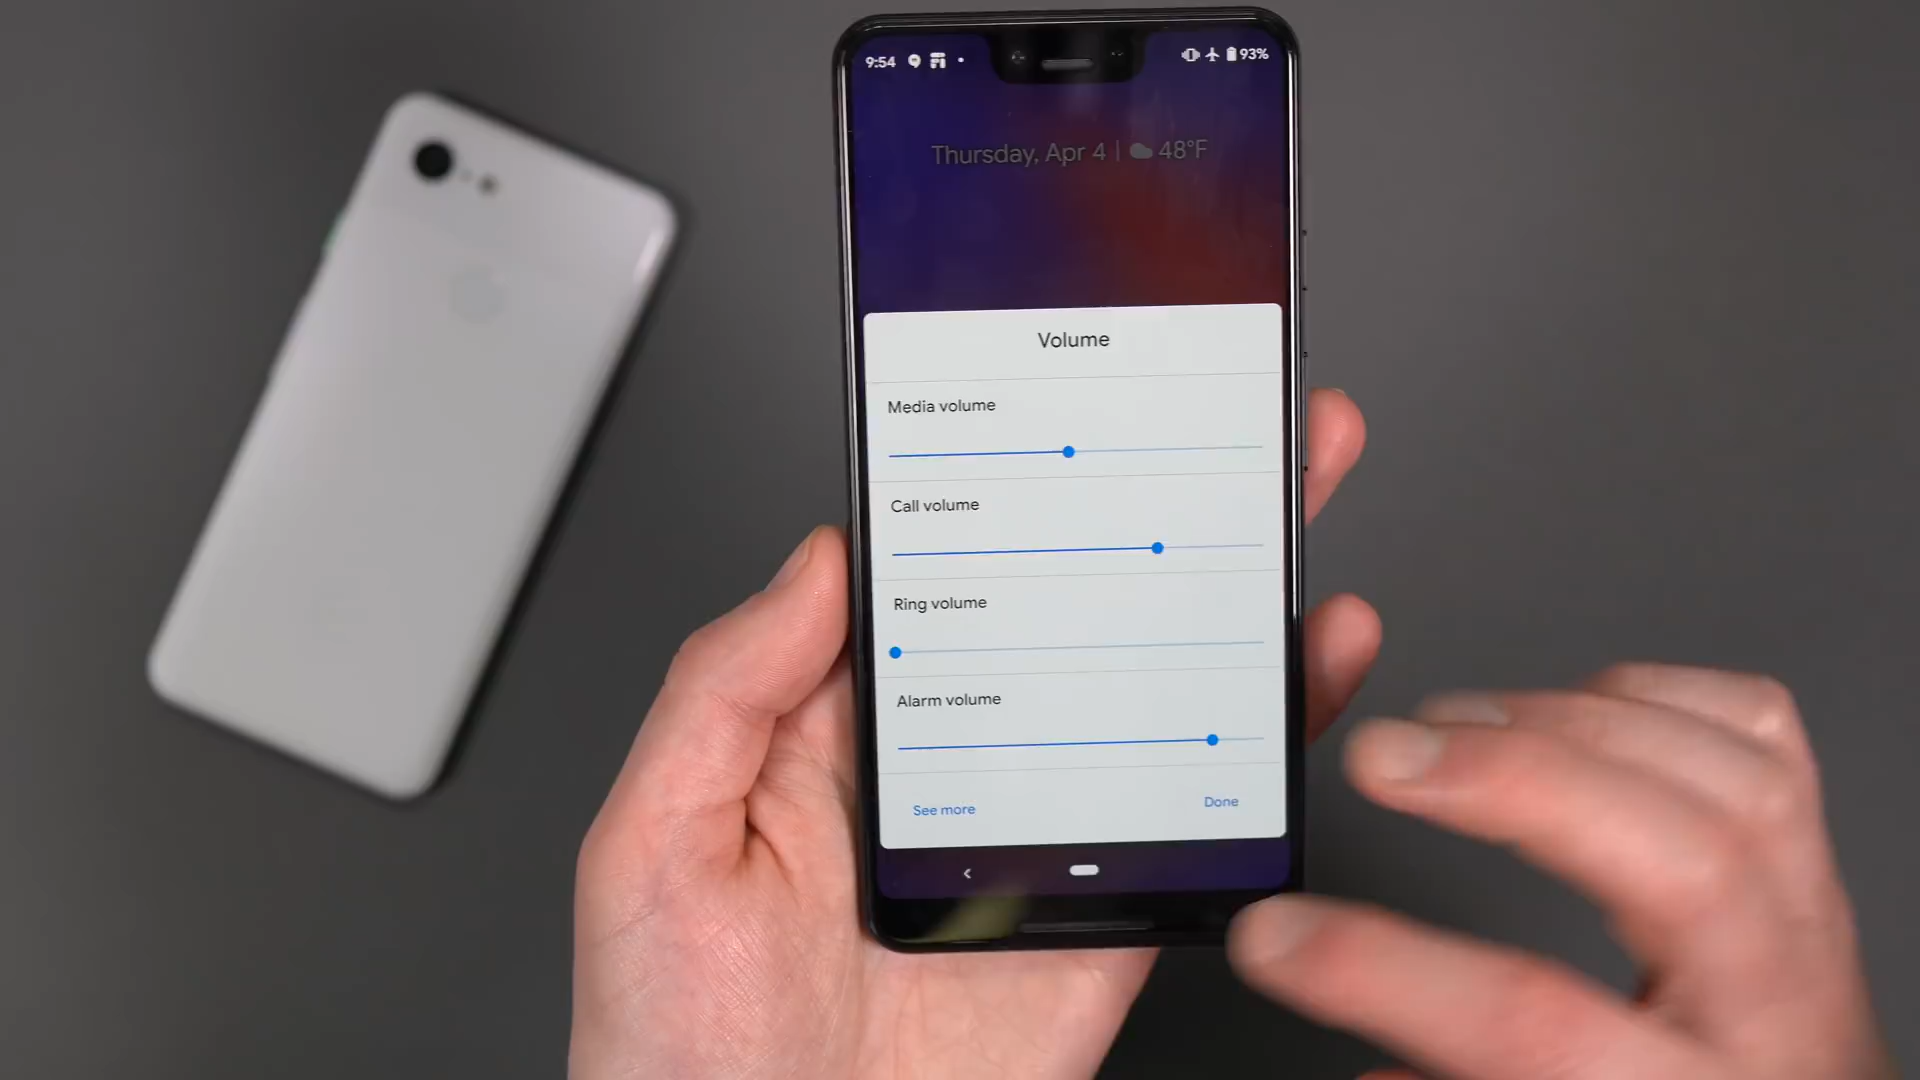 9:54
93%
Thursday, Apr 4 | 48°F
Volume
Media volume
Call volume
Ring volume
Alarm volume
See more
Done